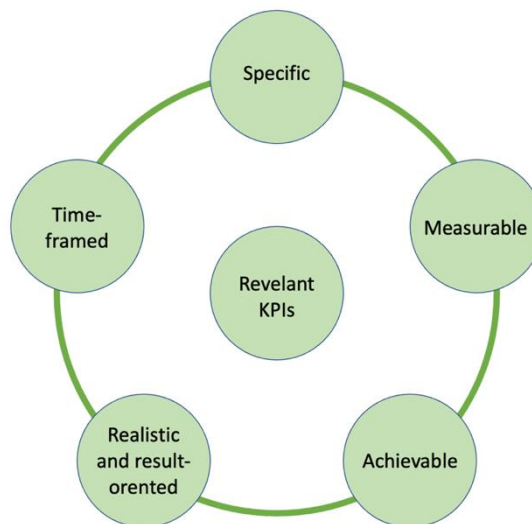 Specific
Measurable
Achievable
Realistic
and result-
orented
Time-
framed
Revelant
KPIs